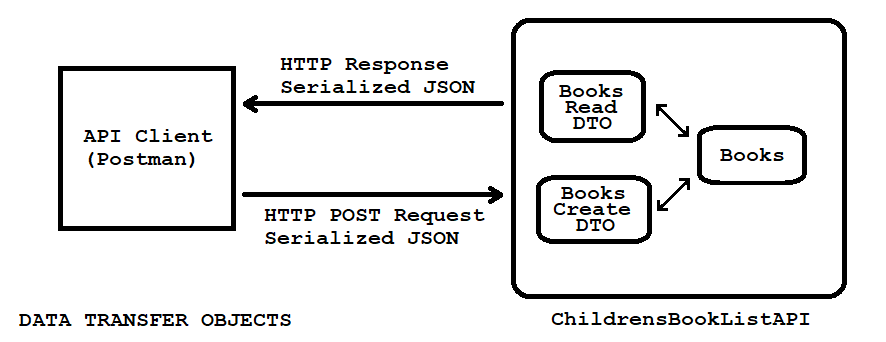 HTTP Response
Serialized JSON
API Client
(Postman)
HTTP POST Request
Serialized JSON
Books
Read
DTO
Books
Create
DTO
Books
DATA TRANSFER OBJECTS
ChildrensBookListAPI